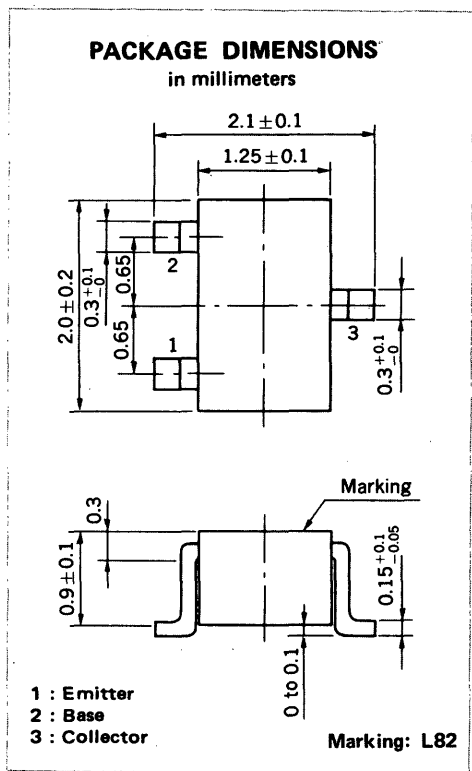 PACKAGE DIMENSIONS
in millimeters
2.1±0.1
1.25±0.1
2.0±0.2
0.3+0.1-0
0.65
0.65
2
1
3
0.3+0.1-0
Marking
0.3
0.9±0.1
0.15+0.1-0.05
0 to 0.1
1 : Emitter
2 : Base
3 : Collector
Marking: L82